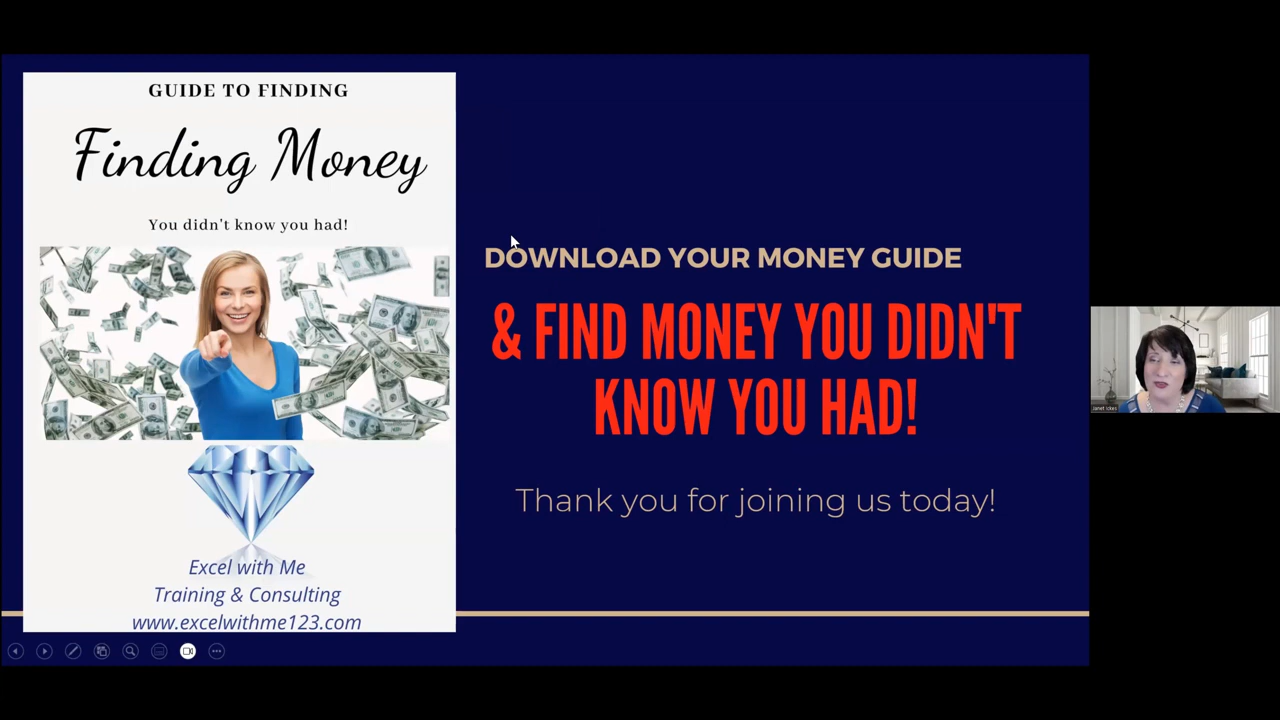 GUIDE TO FINDING
Finding Money
You didn't know you had!
Excel with Me
Training & Consulting
www.excelwithme123.com
DOWNLOAD YOUR MONEY GUIDE
& FIND MONEY YOU DIDN'T
KNOW YOU HAD!
Thank you for joining us today!